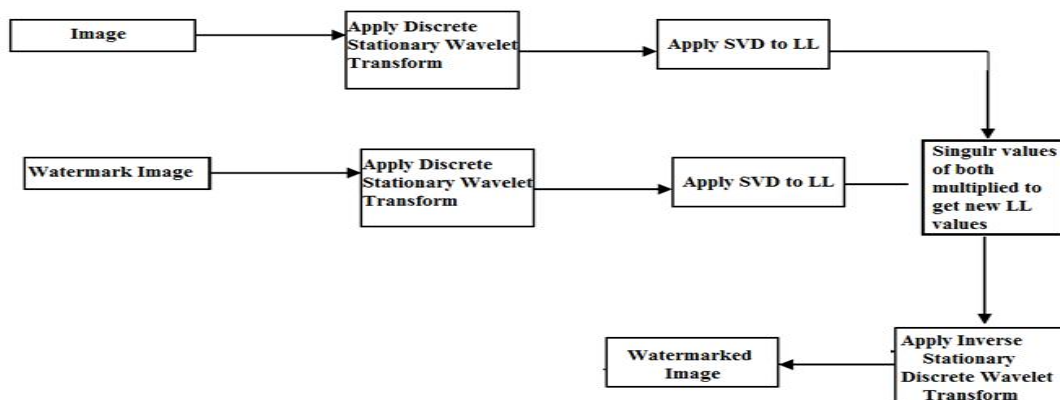 Image
Apply Discrete
Stationary Wavelet
Transform
Apply SVD to LL
Watermark Image
Apply Discrete
Stationary Wavelet
Transform
Apply SVD to LL
Singulr values
of both
multiplied to
get new LL
values
Apply Inverse
Stationary
Discrete Wavelet
Transform
Watermarked
Image